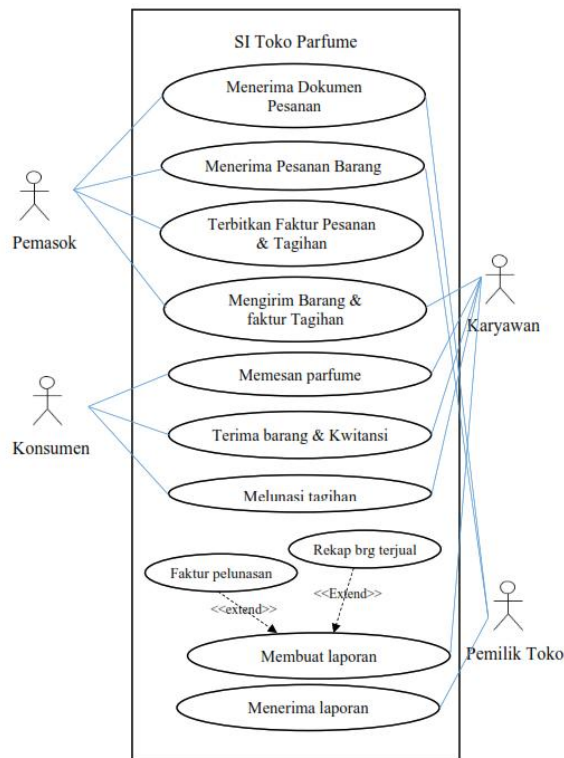 SI Toko Parfume
Menerima Dokumen
Pesanan
Menerima Pesanan Barang
Pemasok
Terbitkan Faktur Pesanan
& Tagihan
Mengirim Barang &
faktur Tagihan
Karyawan
Memesan parfume
Konsumen
Terima barang & Kwitansi
Melunasi tagihan
Rekap brg terjual
Faktur pelunasan
<<extend>>
<<Extend>>
Membuat laporan
Pemilik Toko
Menerima laporan